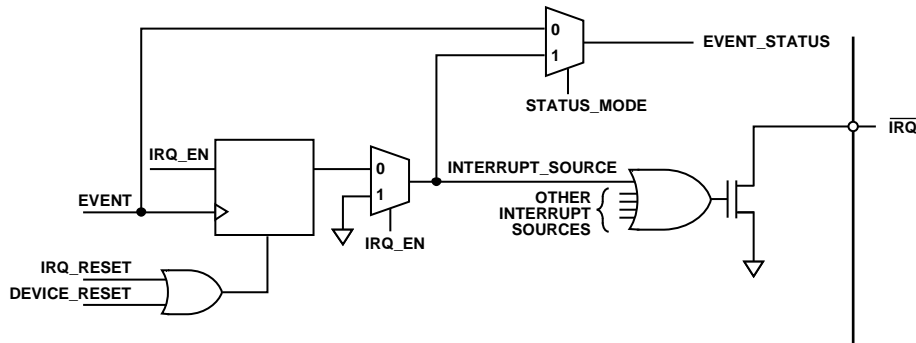 0
1
EVENT_STATUS
STATUS_MODE
IRQ
IRQ_EN
0
1
INTERRUPT_SOURCE
EVENT
OTHER
INTERRUPT
SOURCES
IRQ_EN
IRQ_RESET
DEVICE_RESET